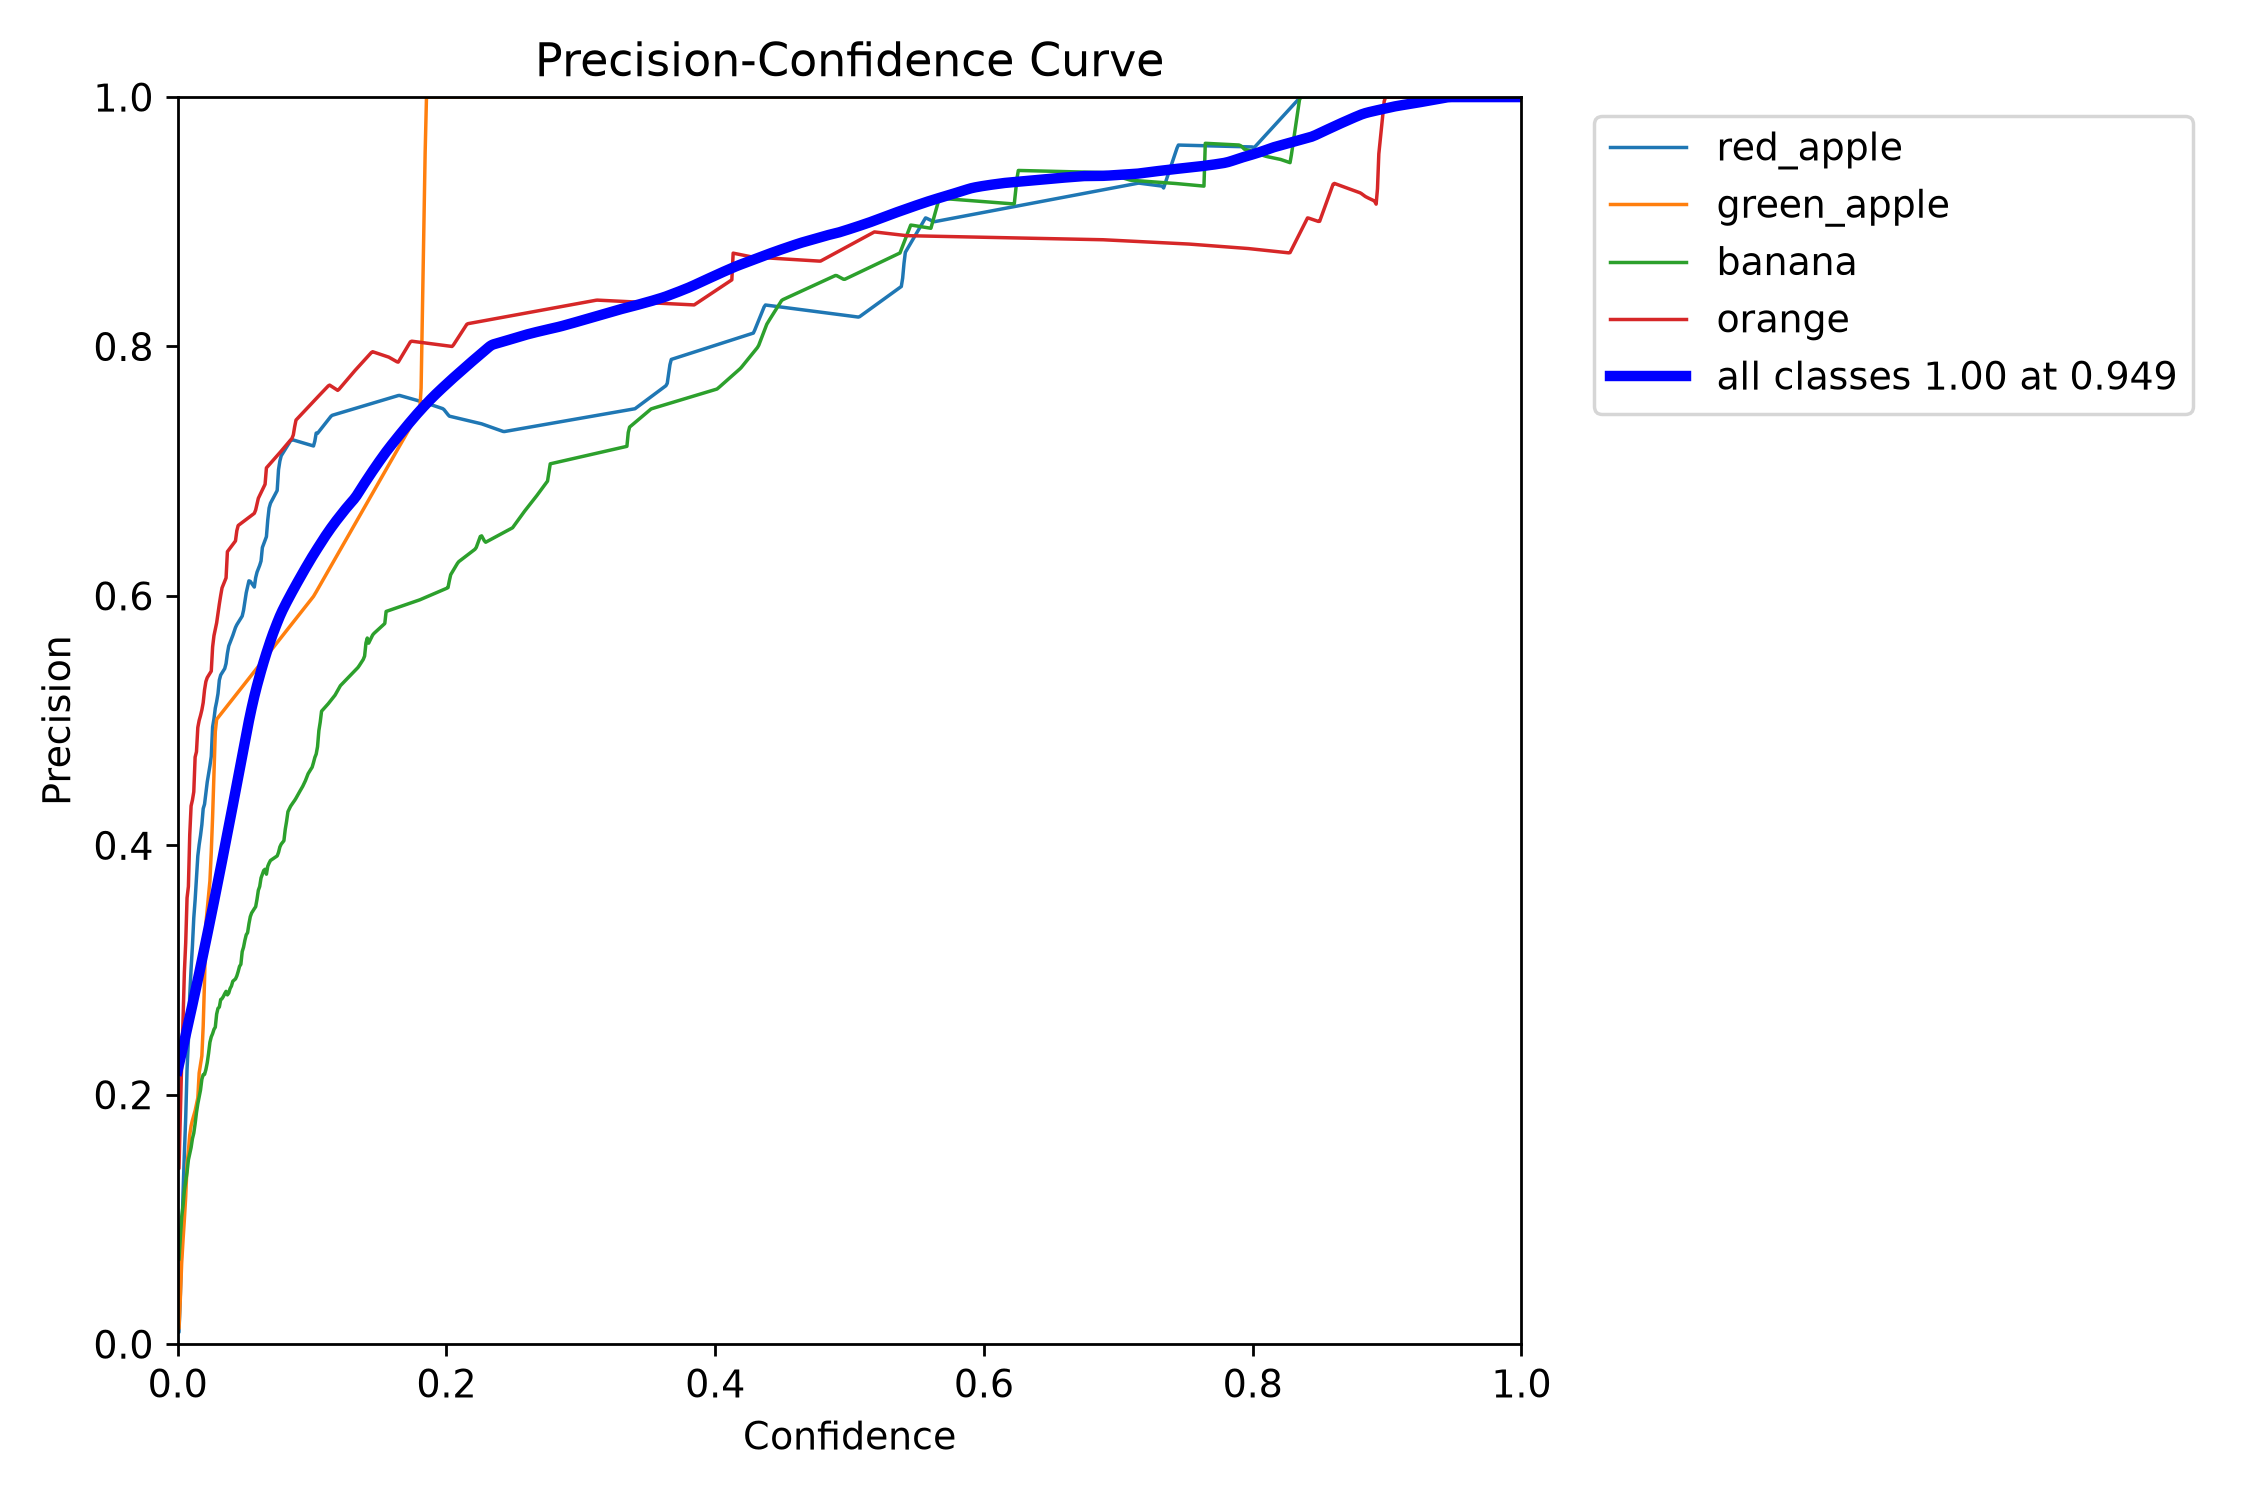 Precision-Confidence Curve
1.0
0.8
0.6
0.4
0.2
0.0
Precision
0.0 0.2 0.4 0.6 0.8 1.0
Confidence
red_apple
green_apple
banana
orange
all classes 1.00 at 0.949